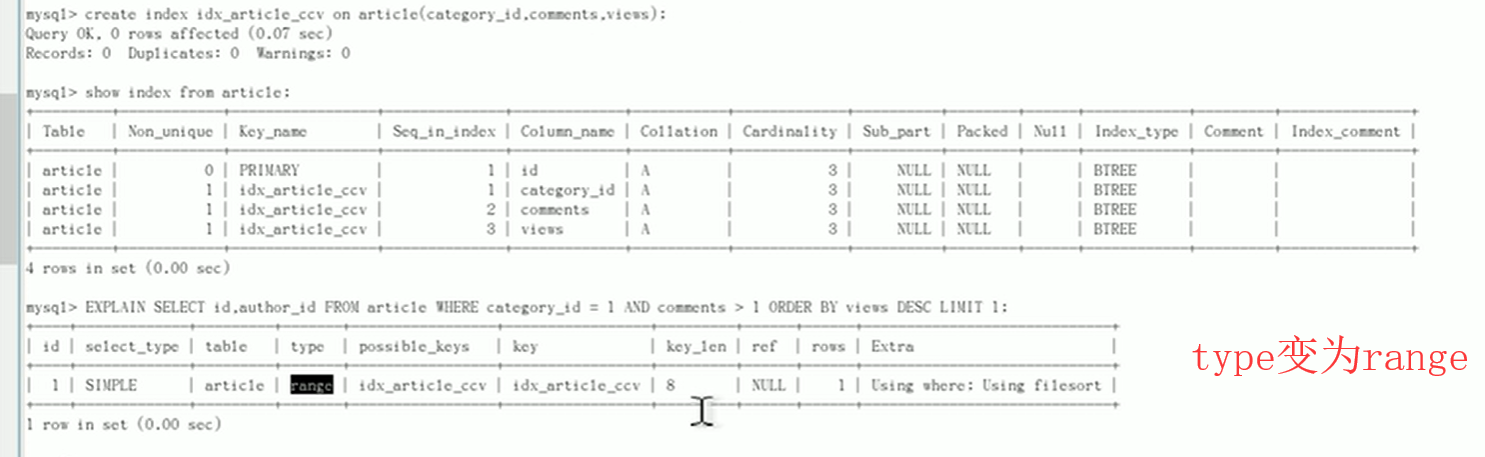 mysql> create index idx_article_ccv on article(category_id,comments,views);
Query OK, 0 rows affected (0.07 sec)
Records: 0  Duplicates: 0  Warnings: 0
mysql> show index from article;
| Table | Non_unique | Key_name | Seq_in_index | Column_name | Collation | Cardinality | Sub_part | Packed | Null | Index_type | Comment | Index_comment |
| article | 0 | PRIMARY | 1 | id | A | 3 | NULL | NULL | | BTREE | | |
| article | 1 | idx_article_ccv | 1 | category_id | A | 3 | NULL | NULL | | BTREE | | |
| article | 1 | idx_article_ccv | 2 | comments | A | 3 | NULL | NULL | | BTREE | | |
| article | 1 | idx_article_ccv | 3 | views | A | 3 | NULL | NULL | | BTREE | | |
4 rows in set (0.00 sec)
mysql> EXPLAIN SELECT id,author_id FROM article WHERE category_id = 1 AND comments > 1 ORDER BY views DESC LIMIT 1;
| id | select_type | table | type | possible_keys | key | key_len | ref | rows | Extra |
type变为range
| 1 | SIMPLE | article | range | idx_article_ccv | idx_article_ccv | 8 | NULL | 1 | Using where; Using filesort |
1 row in set (0.00 sec)